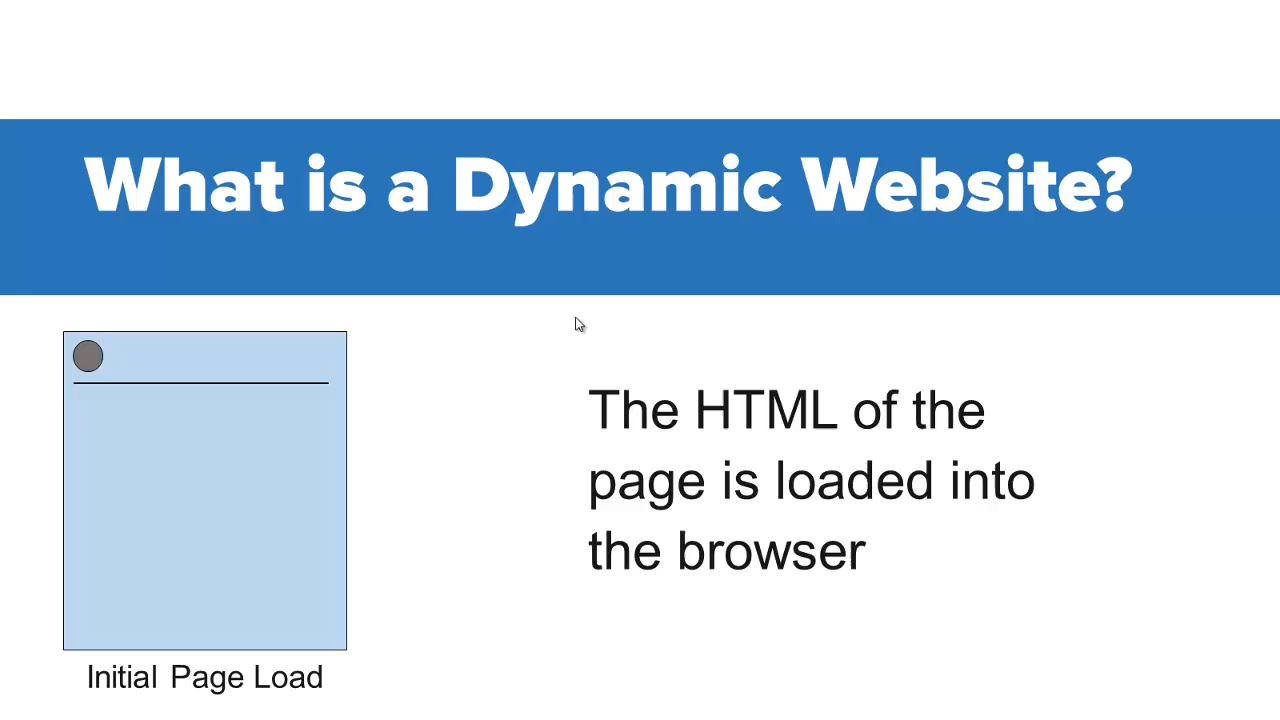 What is a Dynamic Website?
The HTML of the
page is loaded into
the browser
Initial Page Load